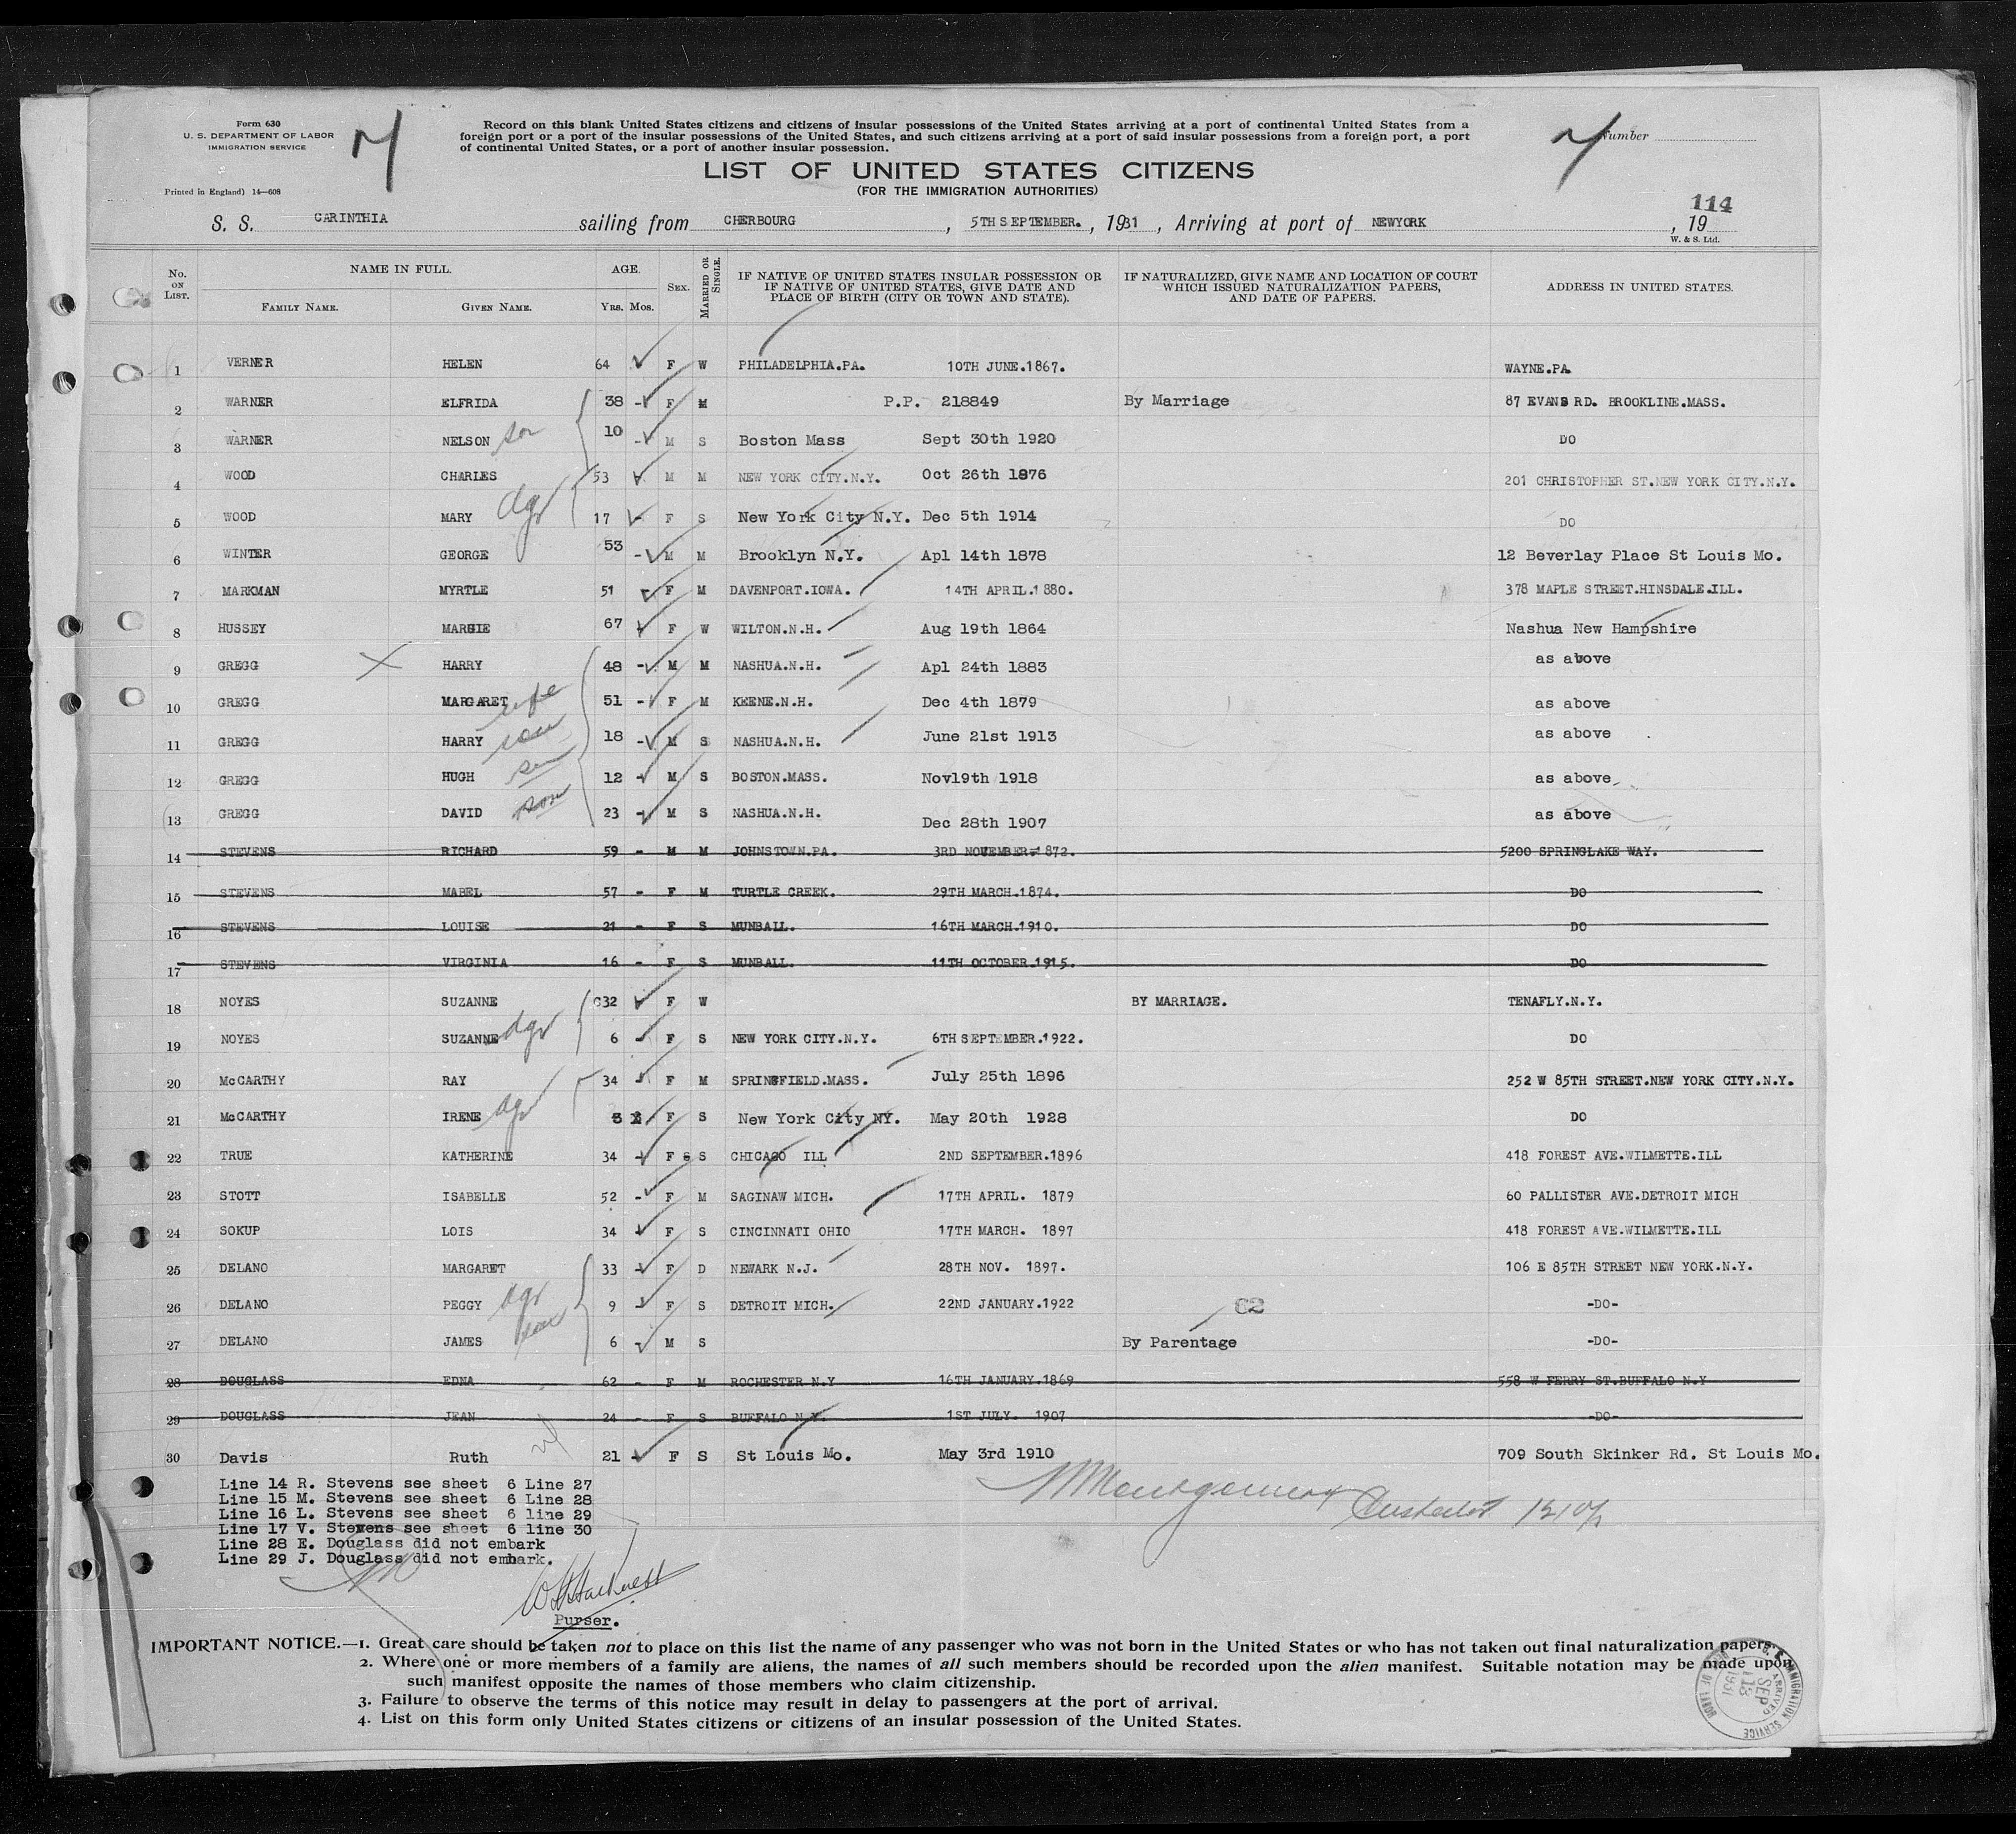 Form 630
U. S. DEPARTMENT OF LABOR
IMMIGRATION SERVICE
Printed in England) 14—608
7
Record on this blank United States citizens and citizens of insular possessions of the United States arriving at a port of continental United States from a
foreign port or a port of the insular possessions of the United States, and such citizens arriving at a port of said insular possessions from a foreign port, a port
of continental United States, or a port of another insular possession.
LIST OF UNITED STATES CITIZENS
(FOR THE IMMIGRATION AUTHORITIES)
7 Number
114
S. S. CARINTHIA sailing from CHERBOURG , 5TH SEPTEMBER. , 1931 , Arriving at port of NEWYORK , 19
W. & S. Ltd.
No. ON LIST. NAME IN FULL. FAMILY NAME. GIVEN NAME. AGE. YRS. MOS. SEX. MARRIED OR SINGLE. IF NATIVE OF UNITED STATES INSULAR POSSESSION OR IF NATIVE OF UNITED STATES, GIVE DATE AND PLACE OF BIRTH (CITY OR TOWN AND STATE). IF NATURALIZED, GIVE NAME AND LOCATION OF COURT WHICH ISSUED NATURALIZATION PAPERS, AND DATE OF PAPERS. ADDRESS IN UNITED STATES.
1 VERNER HELEN 64 F W PHILADELPHIA.PA. 10TH JUNE.1867. WAYNE.PA
2 WARNER ELFRIDA 38 - F M P.P. 218849 By Marriage 87 EVANS RD. BROOKLINE.MASS.
3 WARNER NELSON son 10 - M S Boston Mass Sept 30th 1920 DO
4 WOOD CHARLES 53 M M NEW YORK CITY.N.Y. Oct 26th 1876 201 CHRISTOPHER ST.NEW YORK CITY.N.Y.
5 WOOD MARY dgr 17 - F S New York City N.Y. Dec 5th 1914 DO
6 WINTER GEORGE 53 - M M Brooklyn N.Y. Apl 14th 1878 12 Beverlay Place St Louis Mo.
7 MARKMAN MYRTLE 51 - F M DAVENPORT.IOWA. 14TH APRIL.1880. 378 MAPLE STREET.HINSDALE.ILL.
8 HUSSEY MARGIE 67 F W WILTON.N.H. Aug 19th 1864 Nashua New Hampshire
9 GREGG X HARRY 48 - M M NASHUA.N.H. Apl 24th 1883 as above
10 GREGG MARGARET wife 51 - F M KEENE.N.H. Dec 4th 1879 as above
11 GREGG HARRY son 18 - M S NASHUA.N.H. June 21st 1913 as above
12 GREGG HUGH son 12 - M S BOSTON.MASS. Nov19th 1918 as above
13 GREGG DAVID son 23 - M S NASHUA.N.H. Dec 28th 1907 as above
14 STEVENS RICHARD 59 - M M JOHNSTOWN.PA. 3RD NOVEMBER.1872. 5200 SPRINGLAKE WAY.
15 STEVENS MABEL 57 - F M TURTLE CREEK. 29TH MARCH.1874. DO
16 STEVENS LOUISE 21 - F S MUNBALL. 16TH MARCH.1910. DO
17 STEVENS VIRGINIA 16 - F S MUNBALL. 11TH OCTOBER.1915. DO
18 NOYES SUZANNE 32 - F W BY MARRIAGE. TENAFLY.N.Y.
19 NOYES SUZANNE dgr 6 - F S NEW YORK CITY.N.Y. 6TH SEPTEMBER.1922. DO
20 McCARTHY RAY 34 - F M SPRINGFIELD.MASS. July 25th 1896 252 W 85TH STREET.NEW YORK CITY.N.Y.
21 McCARTHY IRENE dgr 3 F S New York City NY. May 20th 1928 DO
22 TRUE KATHERINE 34 - F S CHICAGO ILL 2ND SEPTEMBER.1896 418 FOREST AVE.WILMETTE.ILL
23 STOTT ISABELLE 52 - F M SAGINAW MICH. 17TH APRIL. 1879 60 PALLISTER AVE.DETROIT MICH
24 SOKUP LOIS 34 - F S CINCINNATI OHIO 17TH MARCH. 1897 418 FOREST AVE.WILMETTE.ILL
25 DELANO MARGARET 33 - F D NEWARK N.J. 28TH NOV. 1897. 106 E 85TH STREET NEW YORK.N.Y.
26 DELANO PEGGY dgr 9 - F S DETROIT MICH. 22ND JANUARY.1922 62 -DO-
27 DELANO JAMES son 6 - M S By Parentage -DO-
28 DOUGLASS EDNA 62 - F M ROCHESTER N.Y 16TH JANUARY.1869 558 W FERRY ST.BUFFALO N.Y
29 DOUGLASS JEAN 24 - F S BUFFALO N.Y. 1ST JULY. 1907 -DO-
30 Davis Ruth 21 - F S St Louis Mo. May 3rd 1910 709 South Skinker Rd. St Louis Mo.
Line 14 R. Stevens see sheet 6 Line 27
Line 15 M. Stevens see sheet 6 Line 28
Line 16 L. Stevens see sheet 6 line 29
Line 17 V. Stevens see sheet 6 line 30
Line 28 E. Douglass did not embark
Line 29 J. Douglass did not embark.
Purser.
IMPORTANT NOTICE.—1. Great care should be taken not to place on this list the name of any passenger who was not born in the United States or who has not taken out final naturalization papers.
2. Where one or more members of a family are aliens, the names of all such members should be recorded upon the alien manifest. Suitable notation may be made upon
such manifest opposite the names of those members who claim citizenship.
3. Failure to observe the terms of this notice may result in delay to passengers at the port of arrival.
4. List on this form only United States citizens or citizens of an insular possession of the United States.
IMMIGRATION SERVICE
ARRIVED
SEP 13
1931